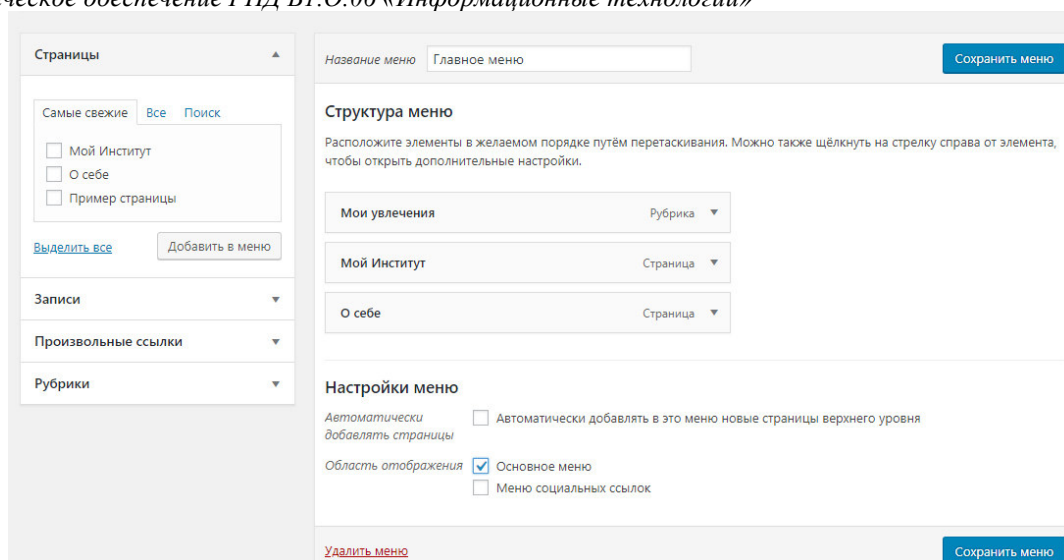 обеспечение
«Информационные технологии»
Страницы
Самые свежие Все Поиск
Мой Институт
О себе
Пример страницы
Выделить все Добавить в меню
Записи
Произвольные ссылки
Рубрики
Название меню Главное меню Сохранить меню
Структура меню
Расположите элементы в желаемом порядке путём перетаскивания. Можно также щёлкнуть на стрелку справа от элемента,
чтобы открыть дополнительные настройки.
Мои увлечения Рубрика
Мой Институт Страница
О себе Страница
Настройки меню
Автоматически
добавлять страницы
Автоматически добавлять в это меню новые страницы верхнего уровня
Область отображения Основное меню
Меню социальных ссылок
Удалить меню Сохранить меню